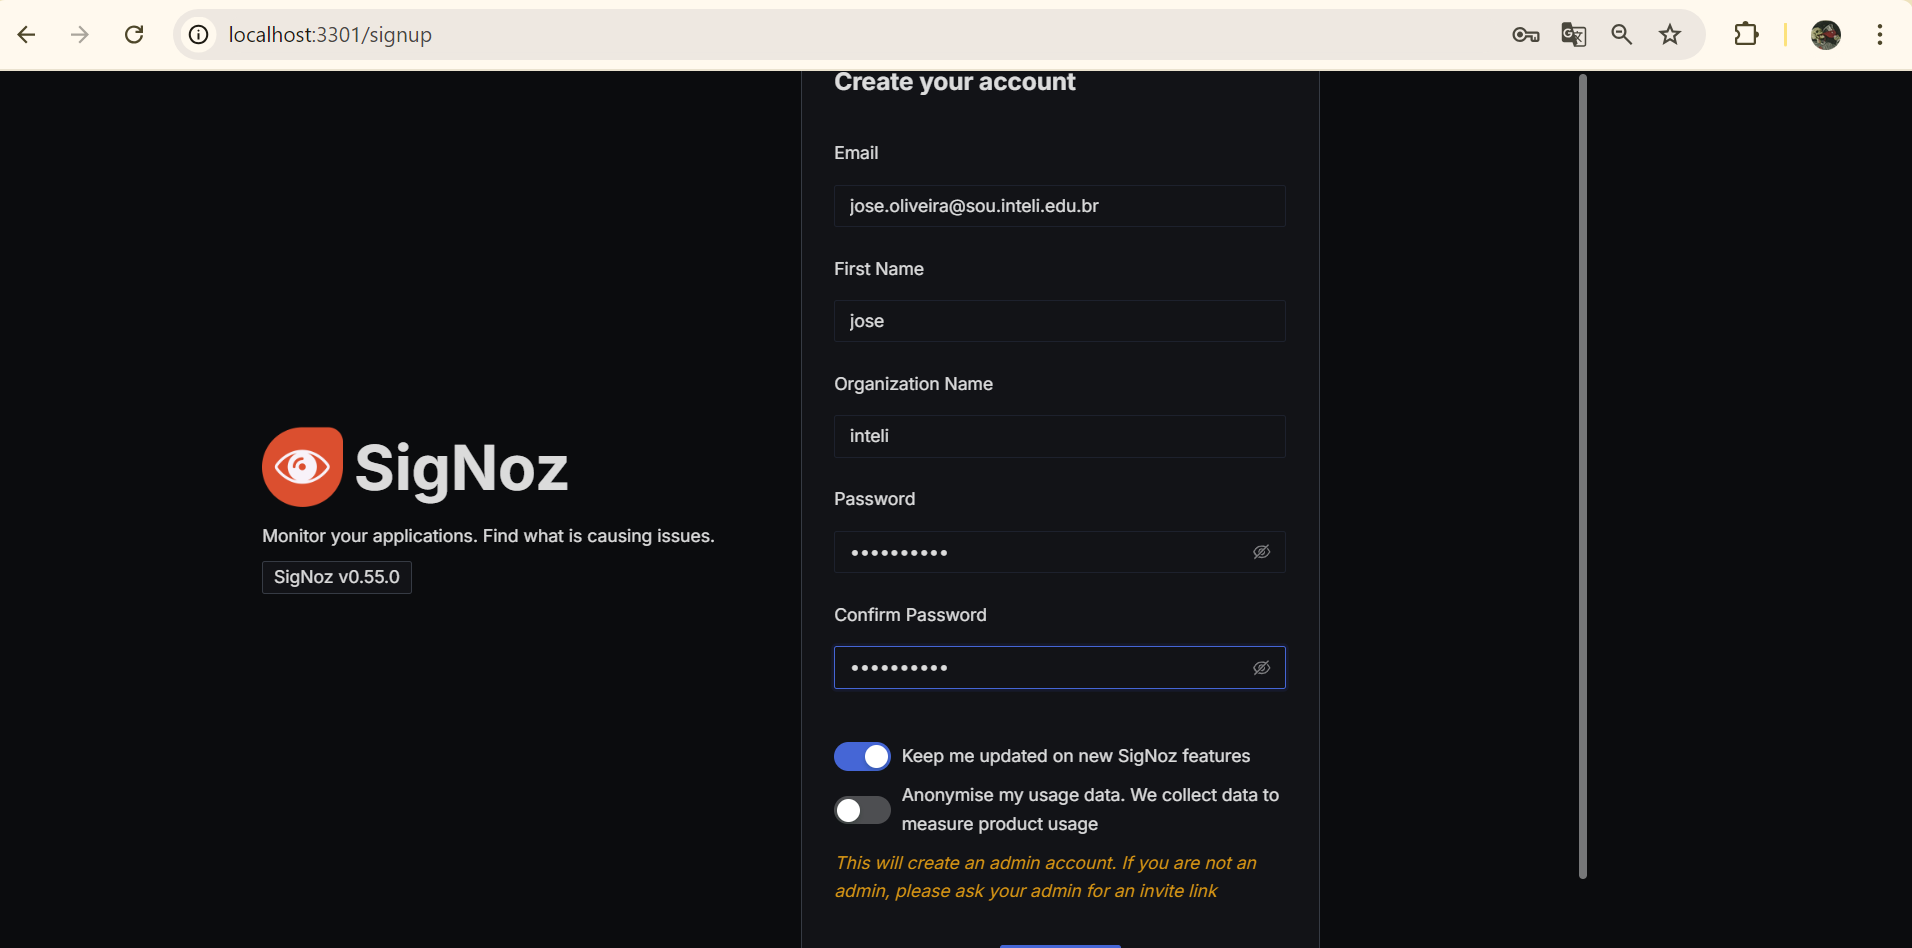 localhost:3301/signup
Create your account
Email
jose.oliveira@sou.inteli.edu.br
First Name
jose
Organization Name
inteli
SigNoz
Monitor your applications. Find what is causing issues.
SigNoz v0.55.0
Password
••••••••••
Confirm Password
••••••••••
Keep me updated on new SigNoz features
Anonymise my usage data. We collect data to
measure product usage
This will create an admin account. If you are not an
admin, please ask your admin for an invite link